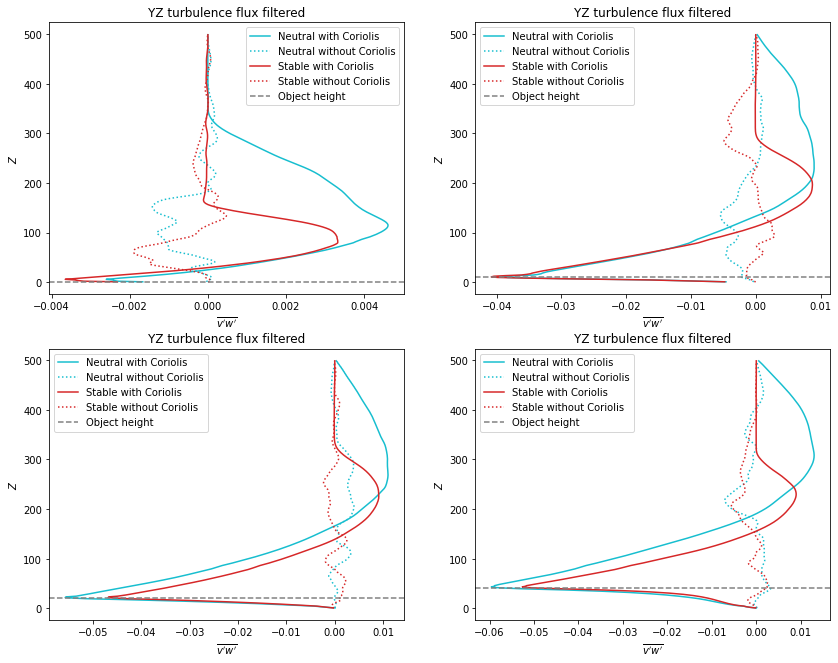 YZ turbulence flux filtered
500
400
300
200
100
0
Z
Neutral with Coriolis
Neutral without Coriolis
Stable with Coriolis
Stable without Coriolis
Object height
−0.004 −0.002 0.000 0.002 0.004
v'w'
YZ turbulence flux filtered
500
400
300
200
100
0
Z
Neutral with Coriolis
Neutral without Coriolis
Stable with Coriolis
Stable without Coriolis
Object height
−0.04 −0.03 −0.02 −0.01 0.00 0.01
v'w'
YZ turbulence flux filtered
500
400
300
200
100
0
Z
Neutral with Coriolis
Neutral without Coriolis
Stable with Coriolis
Stable without Coriolis
Object height
−0.05 −0.04 −0.03 −0.02 −0.01 0.00 0.01
v'w'
YZ turbulence flux filtered
500
400
300
200
100
0
Z
Neutral with Coriolis
Neutral without Coriolis
Stable with Coriolis
Stable without Coriolis
Object height
−0.06 −0.05 −0.04 −0.03 −0.02 −0.01 0.00 0.01
v'w'